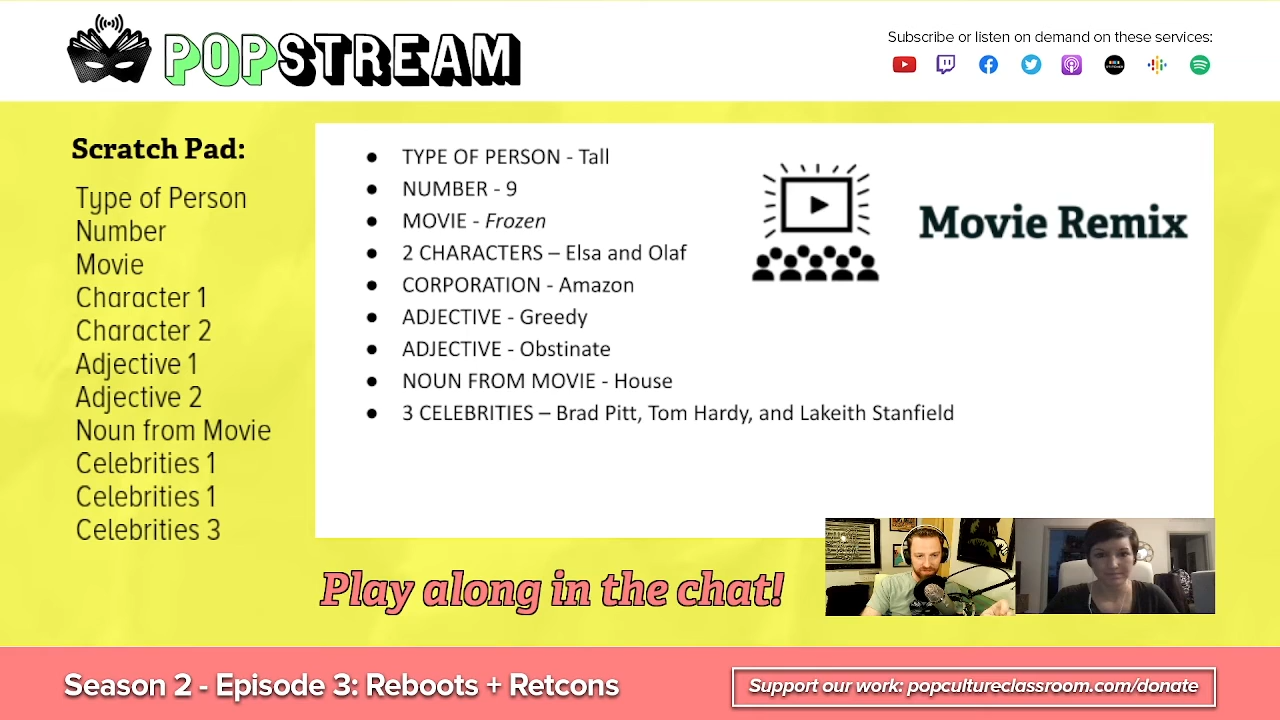 POPSTREAM
Subscribe or listen on demand on these services:
Scratch Pad:
Type of Person
Number
Movie
Character 1
Character 2
Adjective 1
Adjective 2
Noun from Movie
Celebrities 1
Celebrities 1
Celebrities 3
● TYPE OF PERSON - Tall
● NUMBER - 9
● MOVIE - Frozen
● 2 CHARACTERS – Elsa and Olaf
● CORPORATION - Amazon
● ADJECTIVE - Greedy
● ADJECTIVE - Obstinate
● NOUN FROM MOVIE - House
● 3 CELEBRITIES – Brad Pitt, Tom Hardy, and Lakeith Stanfield
Movie Remix
Play along in the chat!
Season 2 - Episode 3: Reboots + Retcons
Support our work: popcultureclassroom.com/donate